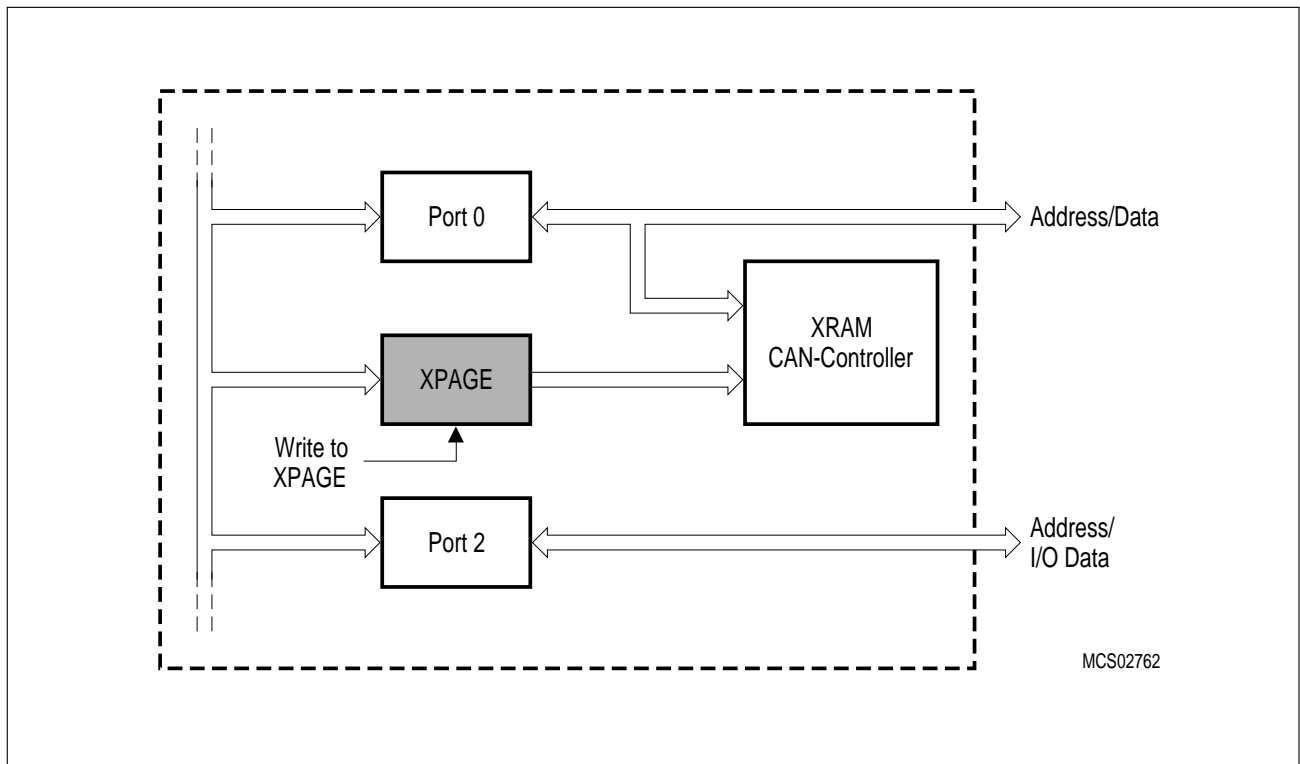 Port 0
Address/Data
XRAM
CAN-Controller
XPAGE
Write to
XPAGE
Port 2
Address/
I/O Data
MCS02762